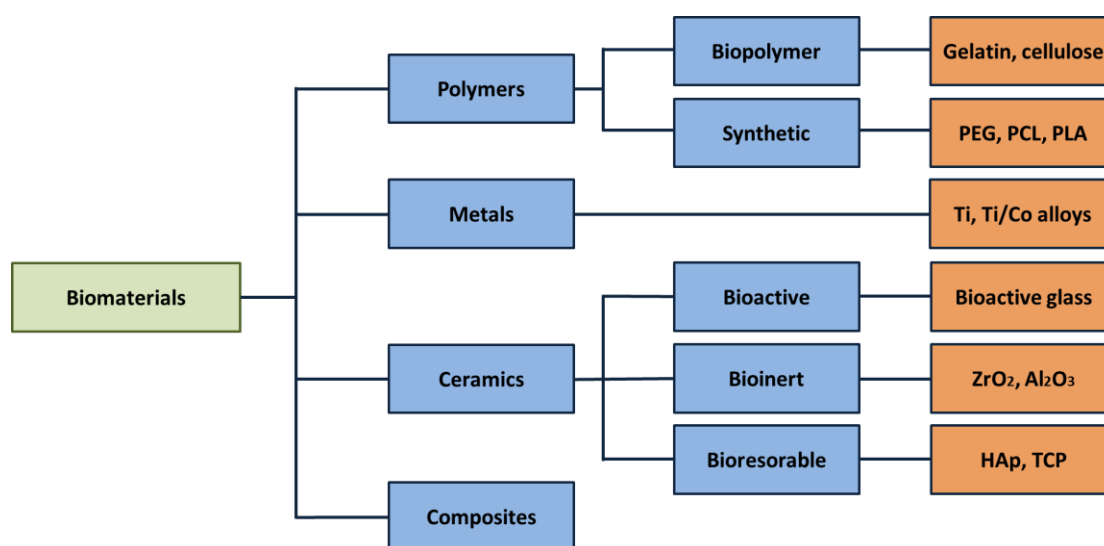 Biomaterials
Polymers
Biopolymer
Gelatin, cellulose
Synthetic
PEG, PCL, PLA
Metals
Ti, Ti/Co alloys
Ceramics
Bioactive
Bioactive glass
Bioinert
ZrO₂, Al₂O₃
Bioresorable
HAp, TCP
Composites